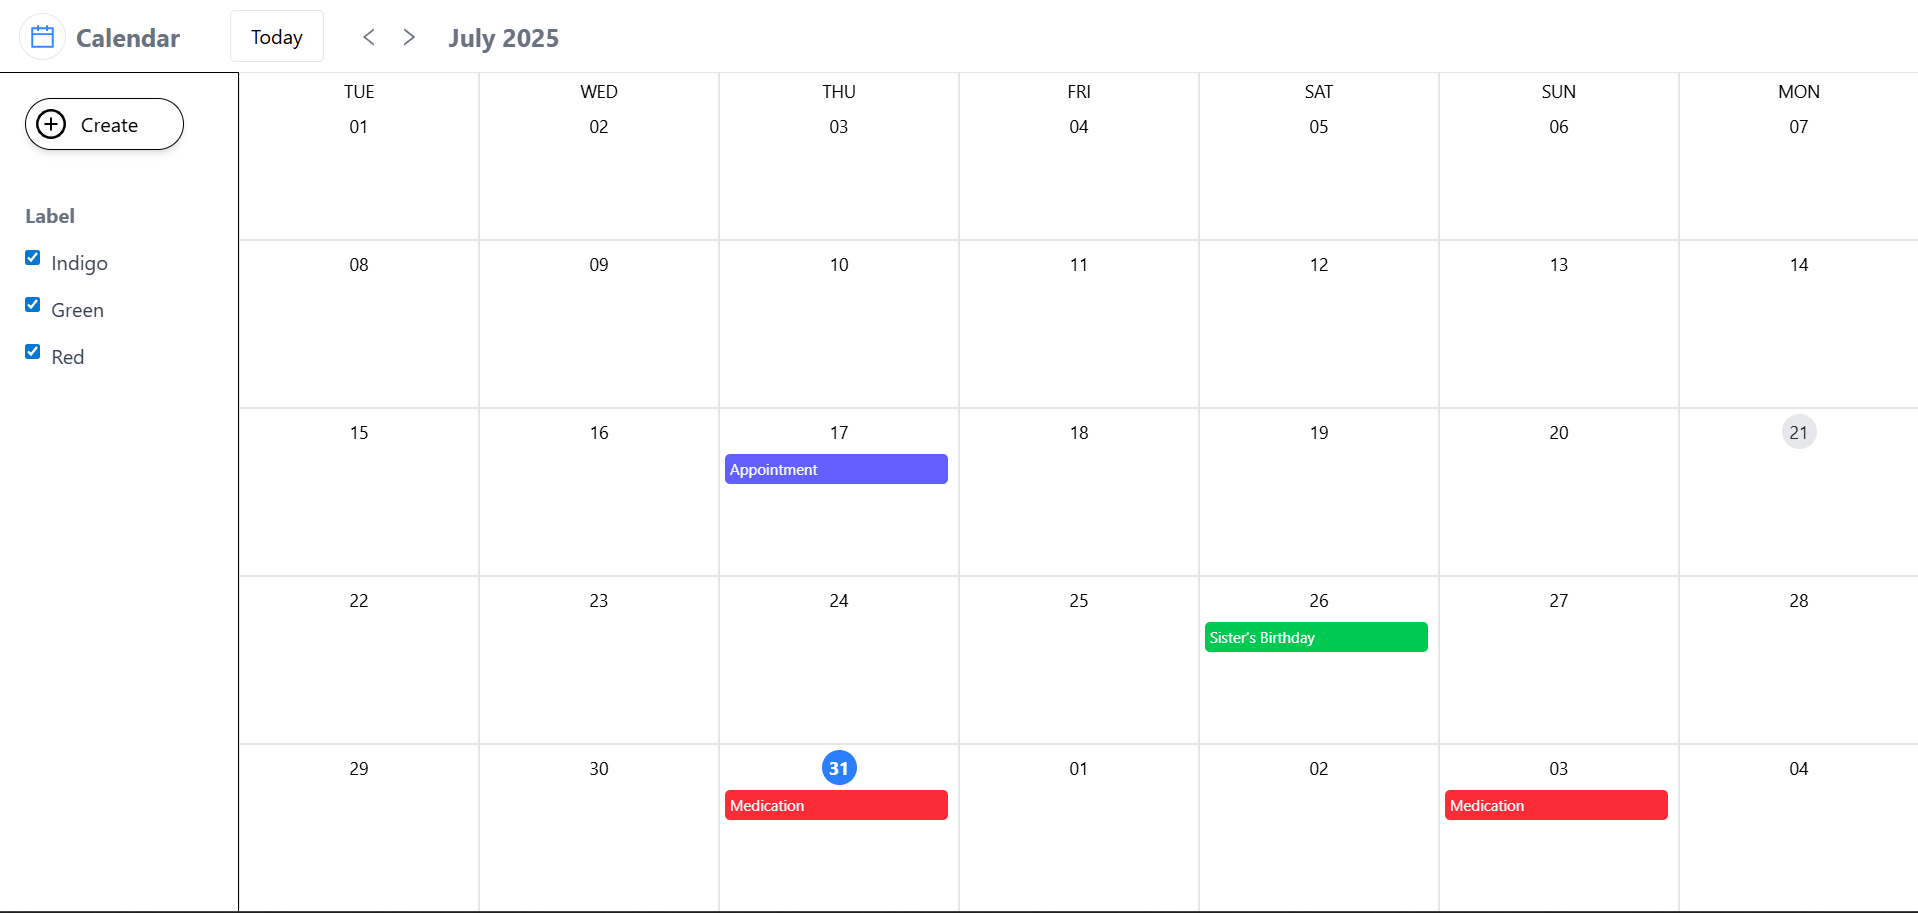 Calendar Today July 2025
Create
Label
Indigo
Green
Red
TUE WED THU FRI SAT SUN MON
01 02 03 04 05 06 07
08 09 10 11 12 13 14
15 16 17 18 19 20 21
Appointment
22 23 24 25 26 27 28
Sister's Birthday
29 30 31 01 02 03 04
Medication Medication